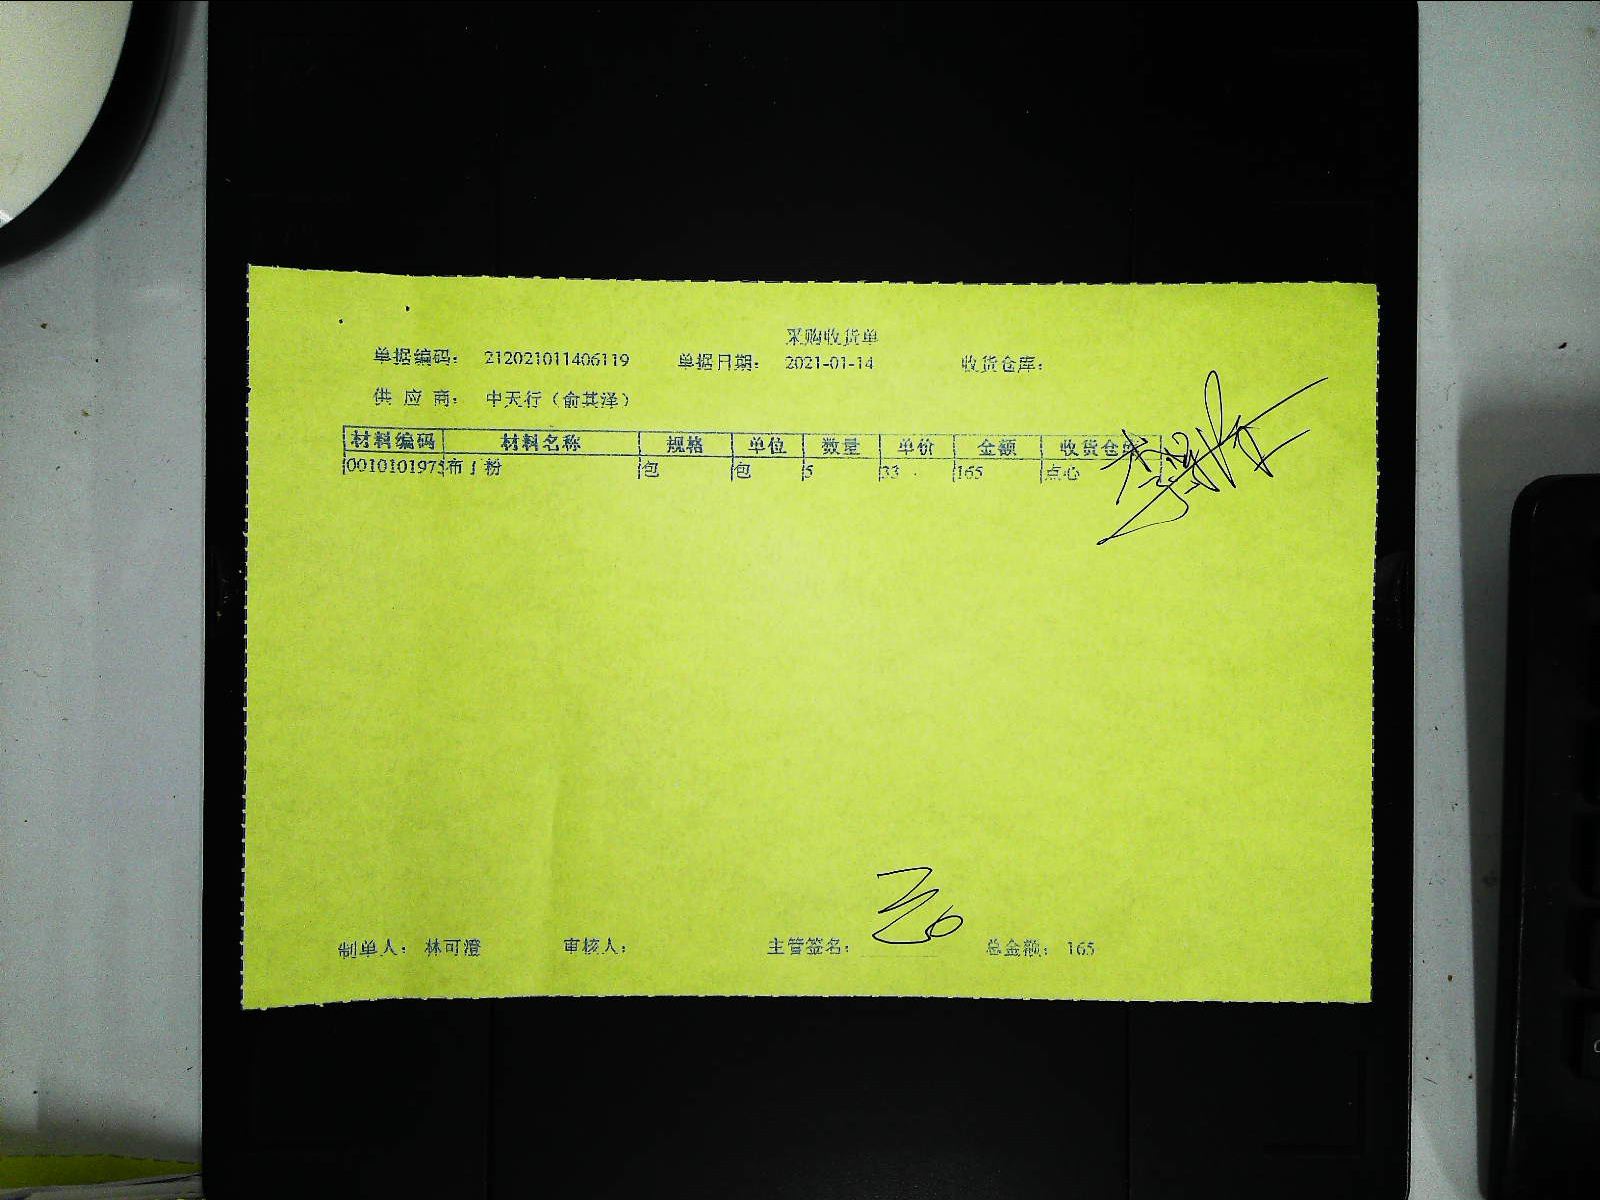 采购收货单
单据编码： 212021011406119 单据日期： 2021-01-14 收货仓库：
供 应 商： 中天行（俞其泽）
材料编码 材料名称 规格 单位 数量 单价 金额 收货仓库
0010101975 布丁粉 包 包 5 33 165 点心
制单人： 林可澄 审核人： 主管签名： 总金额： 165